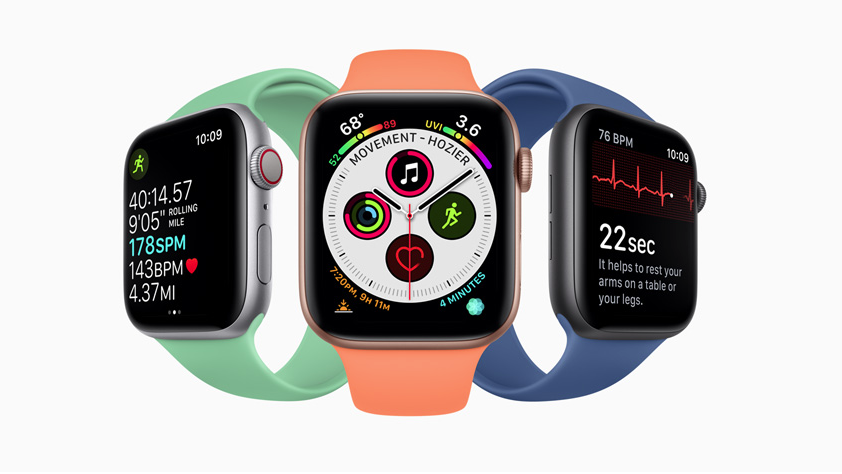 10:09
40:14.57
9'05" ROLLING MILE
178SPM
143BPM
4.37MI
68°
52
89
UVI
3.6
MOVEMENT - HOZIER
7:20PM, 9H 11M
4 MINUTES
76 BPM
10:09
22sec
It helps to rest your
arms on a table or
your legs.